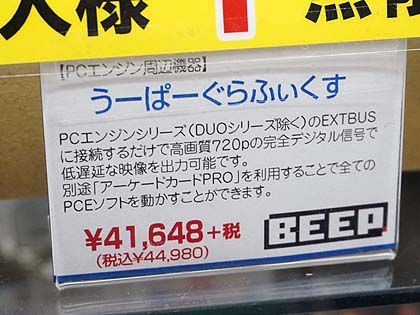 人様 ! 無
【PCエンジン周辺機器】
うーぱーぐらふぃくす
PCエンジンシリーズ(DUOシリーズ除く)のEXTBUS
に接続するだけで高画質720pの完全デジタル信号で
低遅延な映像を出力可能です。
別途「アーケードカードPRO」を利用することで全ての
PCEソフトを動かすことができます。
¥41,648+税
(税込¥44,980)
BEEP.